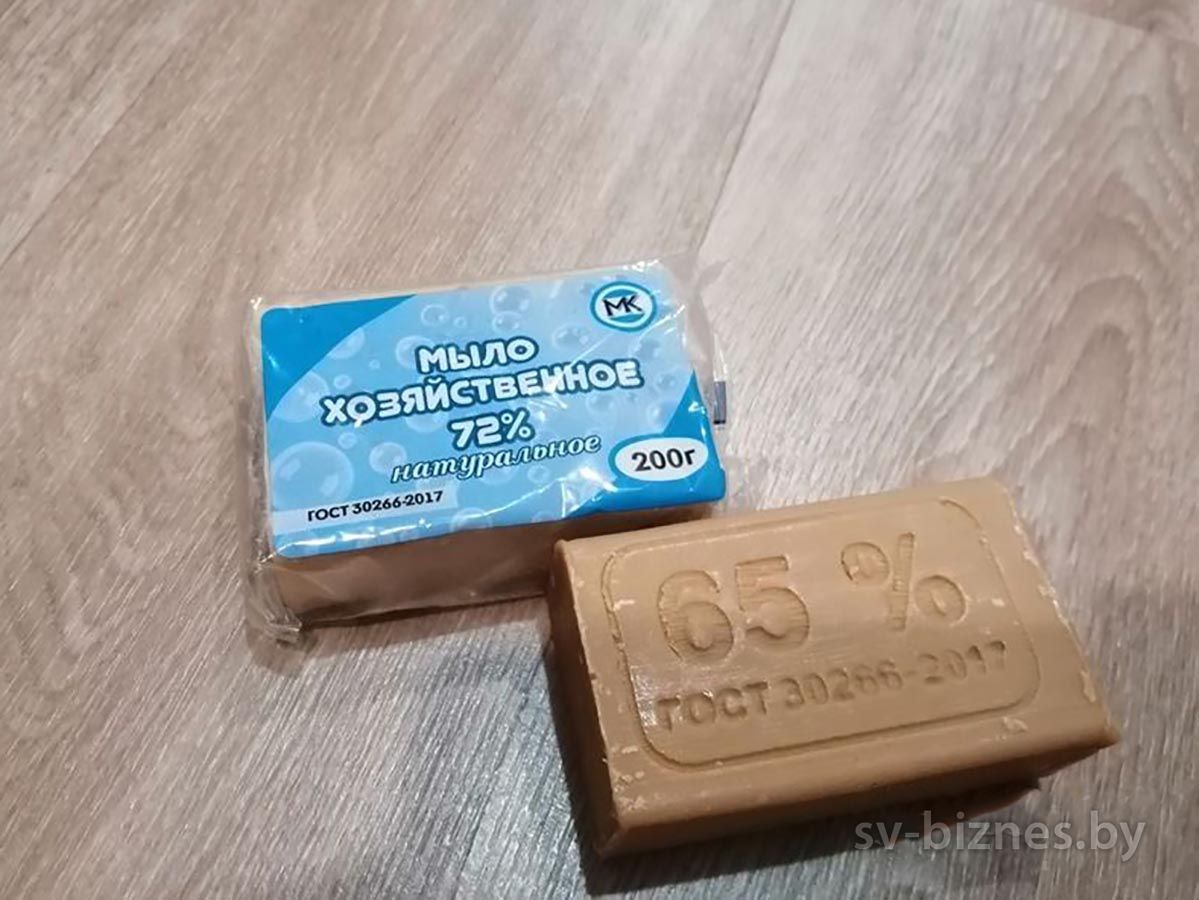 МК
МЫЛО
ХОЗЯЙСТВЕННОЕ
72%
натуральное
200г
ГОСТ 30266-2017
65 %
ГОСТ 30266-2017
sv-biznes.by